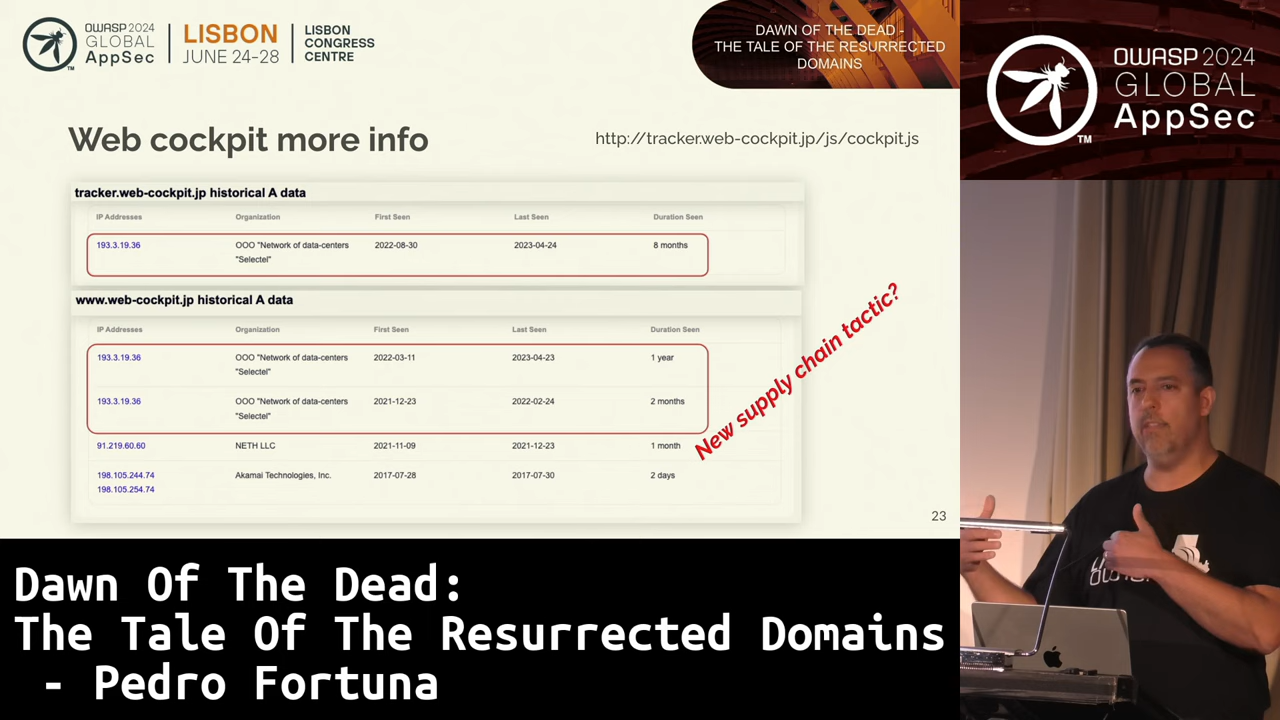 OWASP 2024
GLOBAL
AppSec
TM
LISBON
JUNE 24-28
LISBON
CONGRESS
CENTRE
DAWN OF THE DEAD -
THE TALE OF THE RESURRECTED
DOMAINS
OWASP 2024
GLOBAL
AppSec
TM
Web cockpit more info
http://tracker.web-cockpit.jp/js/cockpit.js
tracker.web-cockpit.jp historical A data
IP Addresses Organization First Seen Last Seen Duration Seen
193.3.19.36 OOO "Network of data-centers 2022-08-30 2023-04-24 8 months
"Selectel"
www.web-cockpit.jp historical A data
IP Addresses Organization First Seen Last Seen Duration Seen
193.3.19.36 OOO "Network of data-centers 2022-03-11 2023-04-23 1 year
"Selectel"
193.3.19.36 OOO "Network of data-centers 2021-12-23 2022-02-24 2 months
"Selectel"
91.219.60.60 NETH LLC 2021-11-09 2021-12-23 1 month
198.105.244.74 Akamai Technologies, Inc. 2017-07-28 2017-07-30 2 days
198.105.254.74
New supply chain tactic?
23
Dawn Of The Dead:
The Tale Of The Resurrected Domains
- Pedro Fortuna